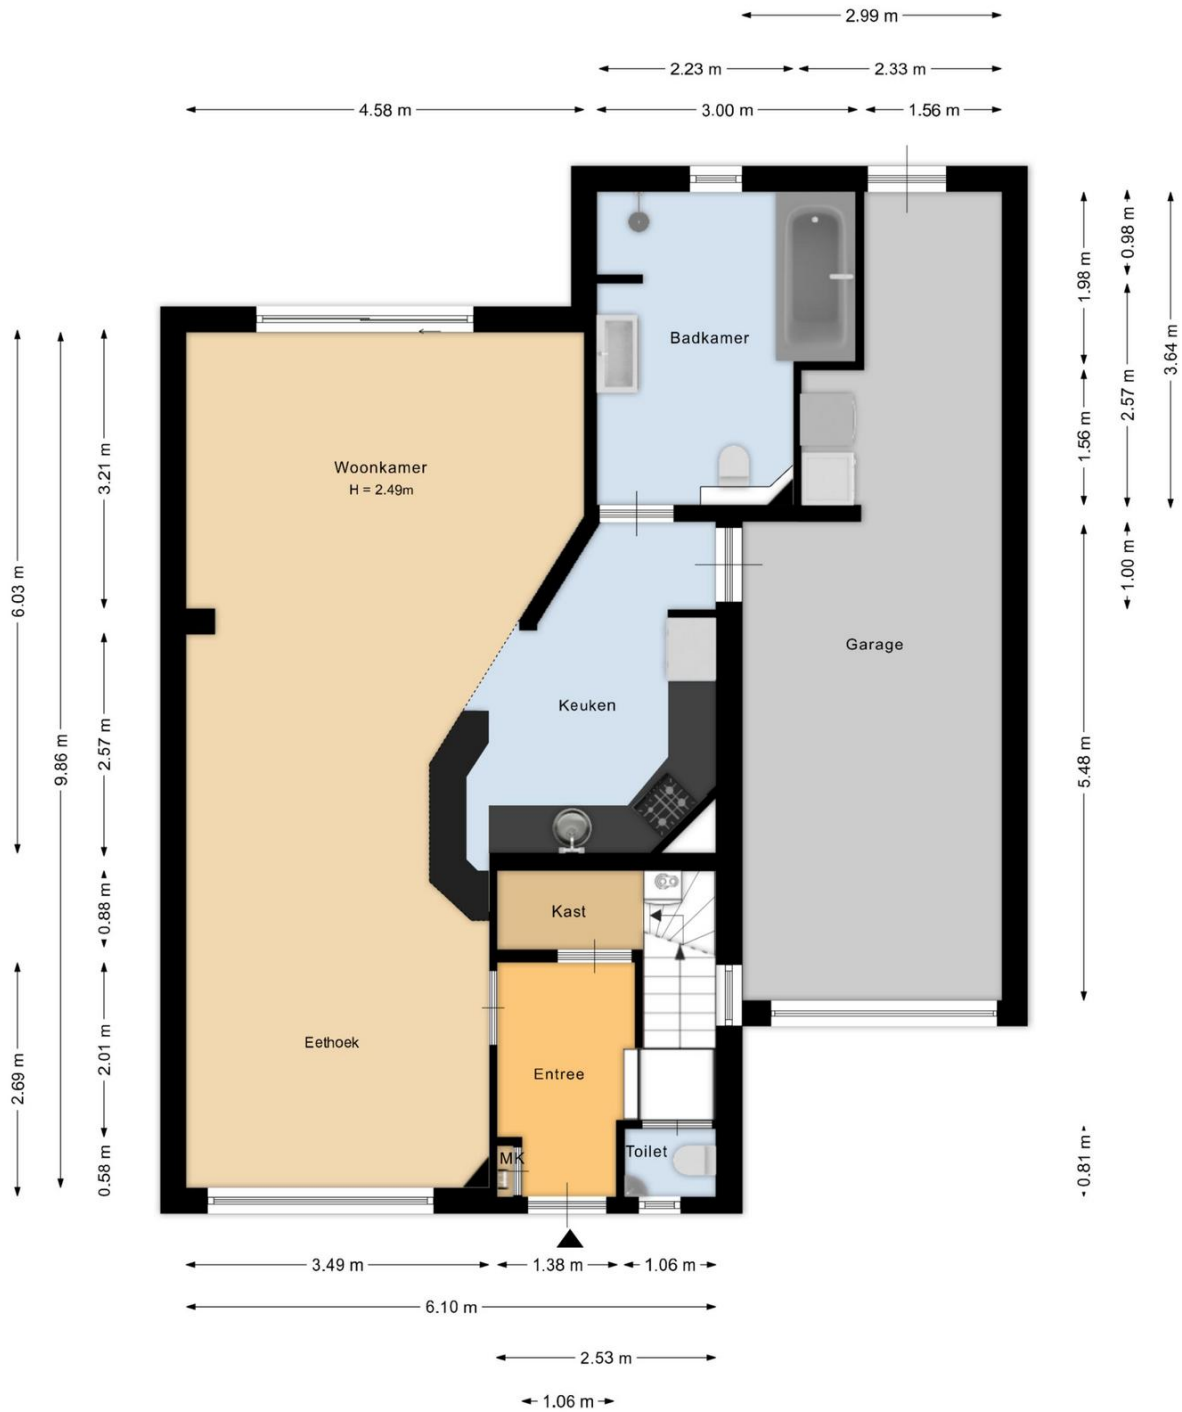 2.99 m
2.23 m
2.33 m
4.58 m
3.00 m
1.56 m
0.98 m
1.98 m
3.64 m
Badkamer
2.57 m
1.56 m
3.21 m
Woonkamer
H = 2.49m
1.00 m
6.03 m
Garage
Keuken
2.57 m
9.86 m
5.48 m
0.88 m
Kast
2.01 m
Eethoek
2.69 m
Entree
0.58 m
MK
Toilet
0.81 m
3.49 m
1.38 m
1.06 m
6.10 m
2.53 m
1.06 m